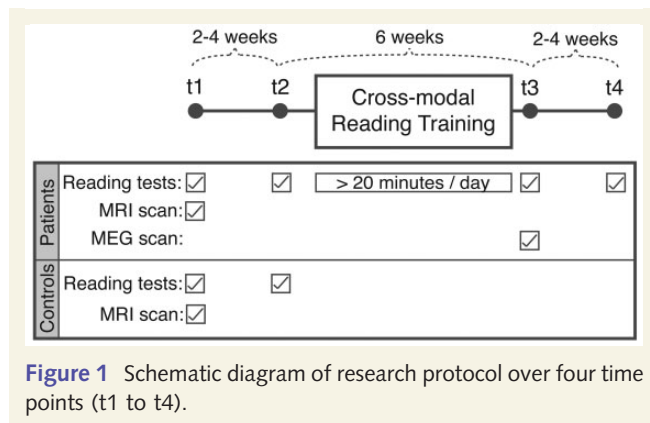 2-4 weeks 6 weeks 2-4 weeks
t1 t2 t3 t4
Cross-modal
Reading Training
Patients
Reading tests: > 20 minutes / day
MRI scan:
MEG scan:
Controls
Reading tests:
MRI scan:
Figure 1 Schematic diagram of research protocol over four time
points (t1 to t4).